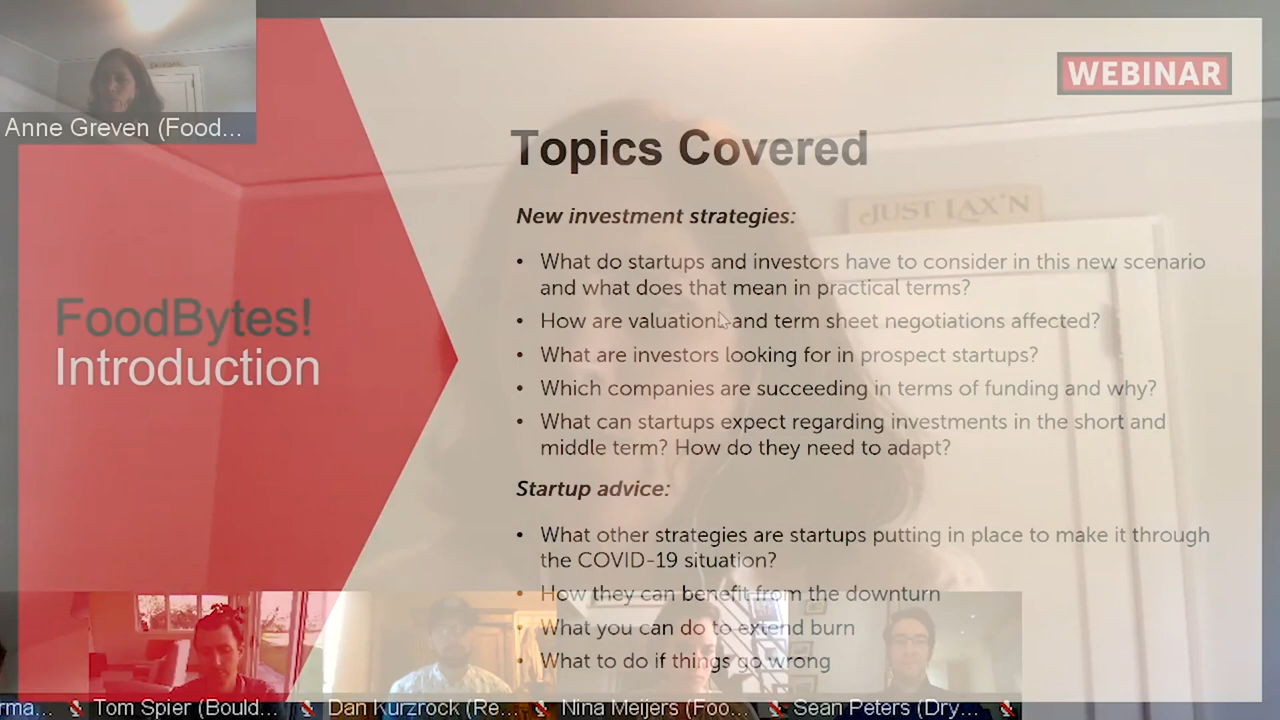 WEBINAR
Anne Greven (Food...
Topics Covered
JUST LAX'N
New investment strategies:
• What do startups and investors have to consider in this new scenario
and what does that mean in practical terms?
• How are valuations and term sheet negotiations affected?
• What are investors looking for in prospect startups?
• Which companies are succeeding in terms of funding and why?
• What can startups expect regarding investments in the short and
middle term? How do they need to adapt?
FoodBytes!
Introduction
Startup advice:
• What other strategies are startups putting in place to make it through
the COVID-19 situation?
• How they can benefit from the downturn
• What you can do to extend burn
• What to do if things go wrong
rma...
Tom Spier (Bould...
Dan Kurzrock (Re...
Nina Meijers (Foo...
Sean Peters (Dry...